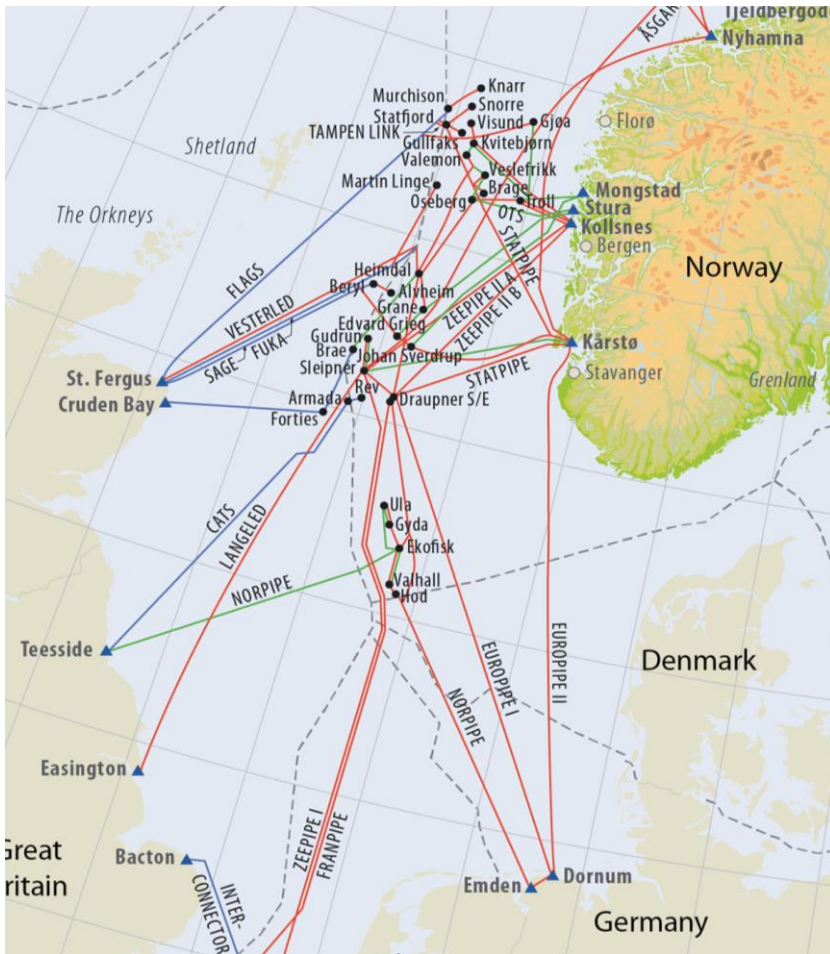 Tjeldbergod
ÅSGAR
Nyhamna
Knarr
Murchison
Snorre
Statfjord
Visund
Gjøa
Florø
TAMPEN LINK
Gullfaks
Kvitebjørn
Shetland
Valemon
Veslefrikk
Martin Linge
Brage
Mongstad
Oseberg
Troll
Stura
OTS
The Orkneys
Kollsnes
Bergen
STATPIPE
Norway
FLAGS
Heimdal
VESTERLED
Beryl
Alvheim
ZEEPIPE II A
ZEEPIPE II B
Grane
SAGE
FUKA
Edvard Grieg
Gudrun
Kårstø
Brae
Johan Sverdrup
Sleipner
STATPIPE
Stavanger
Grenland
St. Fergus
Rev
Cruden Bay
Armada
Draupner S/E
Forties
CATS
LANGELED
Ula
Gyda
Ekofisk
NORPIPE
Valhall
Hod
Teesside
EUROPIPE II
Denmark
EUROPIPE I
NORPIPE
Easington
ZEEPIPE I
FRANPIPE
Great
ritain
Bacton
INTER-
CONNECTOR
Emden
Dornum
Germany